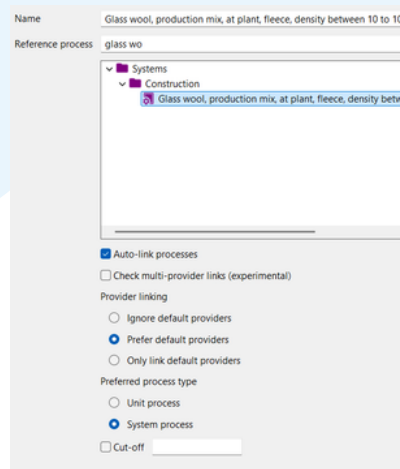 Name Glass wool, production mix, at plant, fleece, density between 10 to 10
Reference process glass wo
Systems
Construction
Glass wool, production mix, at plant, fleece, density betw
Auto-link processes
Check multi-provider links (experimental)
Provider linking
Ignore default providers
Prefer default providers
Only link default providers
Preferred process type
Unit process
System process
Cut-off